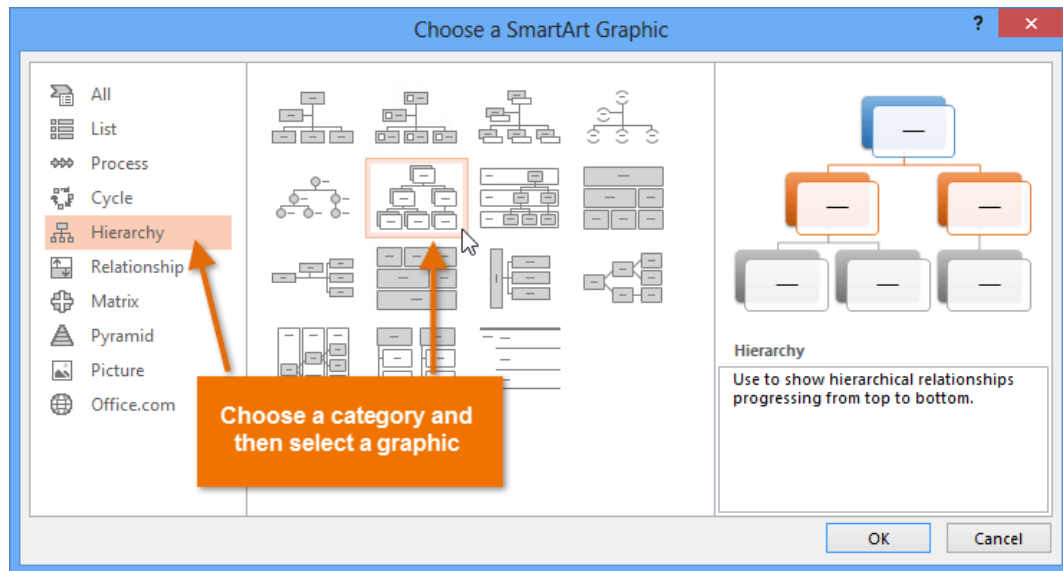 Choose a SmartArt Graphic
?
All
List
Process
Cycle
Hierarchy
Relationship
Matrix
Pyramid
Picture
Office.com
Choose a category and
then select a graphic
Hierarchy
Use to show hierarchical relationships
progressing from top to bottom.
OK
Cancel